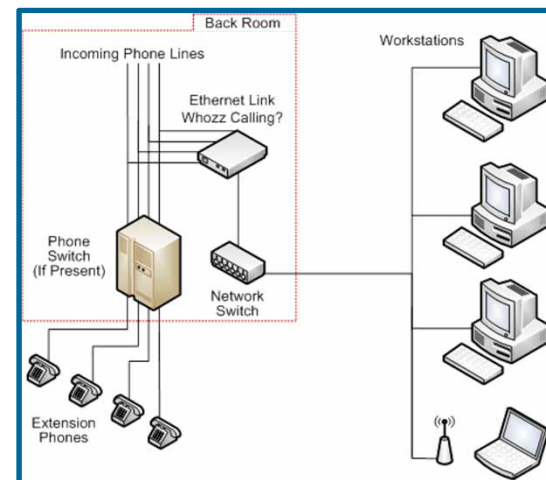 Back Room
Incoming Phone Lines
Workstations
Ethernet Link
Whozz Calling?
Phone
Switch
(If Present)
Network
Switch
Extension
Phones